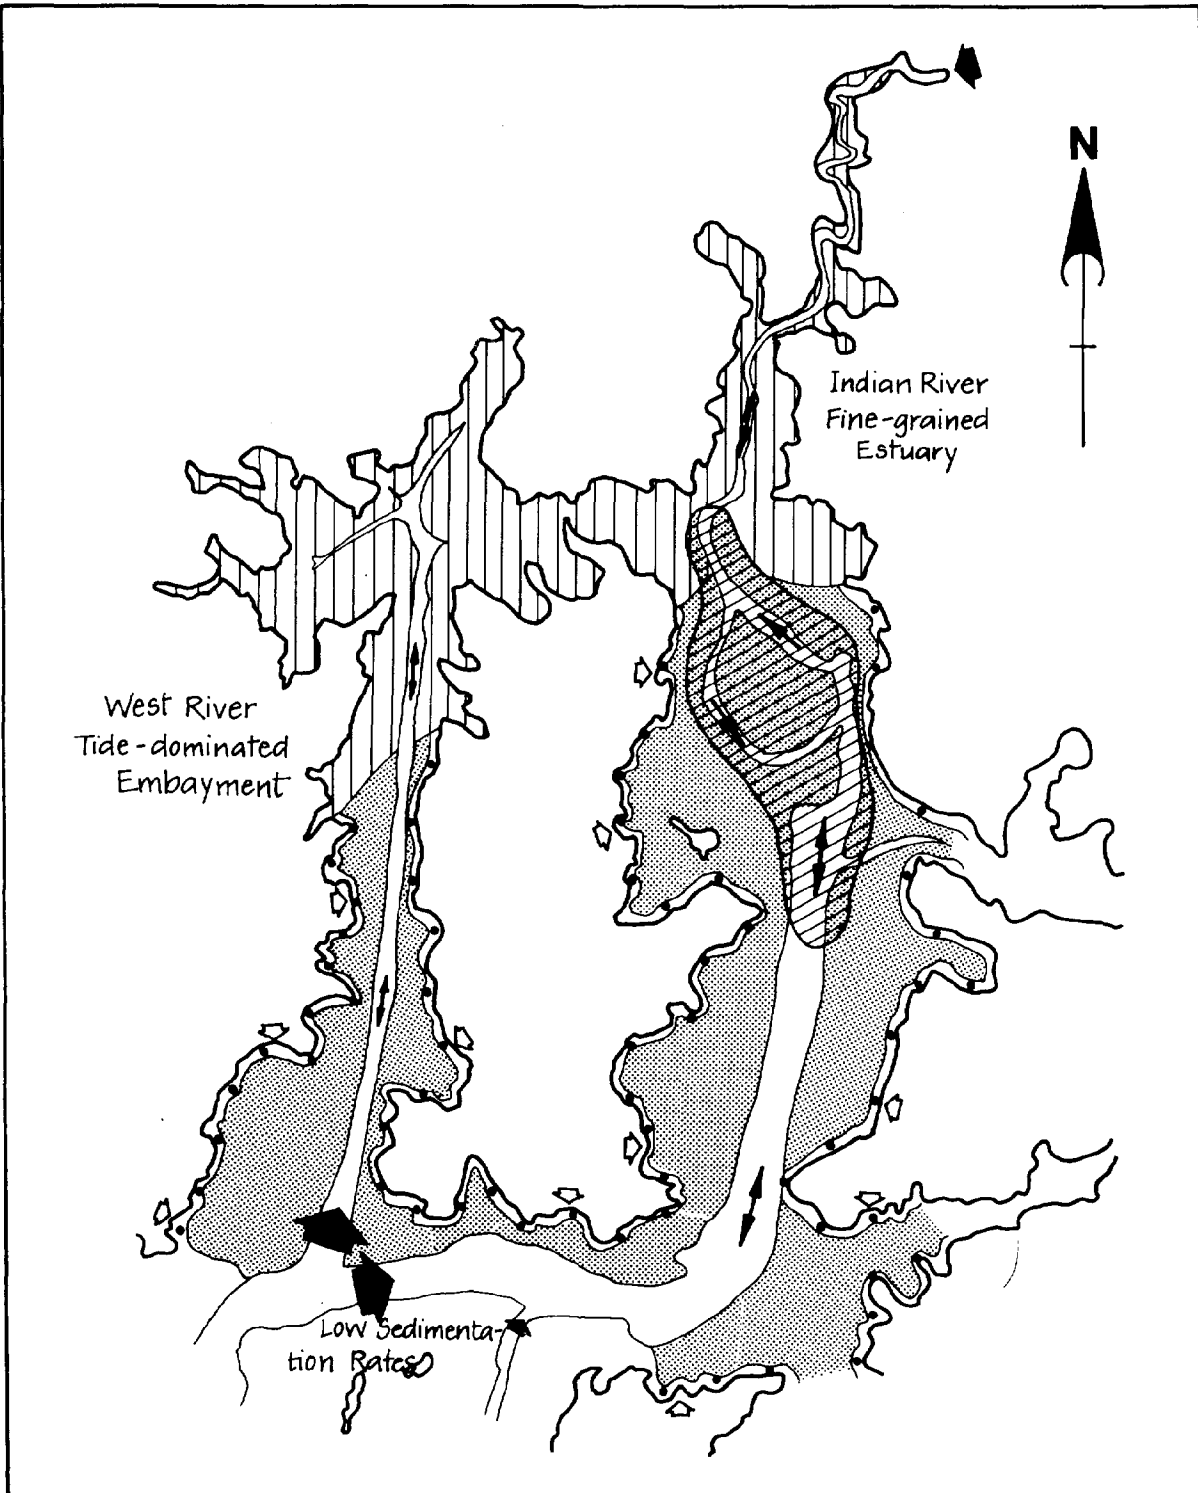 N
Indian River
Fine-grained
Estuary
West River
Tide-dominated
Embayment
Low Sedimenta-
tion Rates